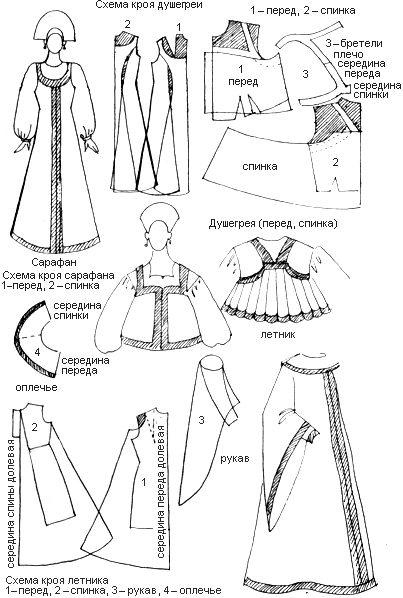 Схема кроя душегреи
2
1
1–перед, 2–спинка
3–бретели
плечо
середина
переда
середина
спинки
1
перед
3
спинка
2
Сарафан
Душегрея (перед, спинка)
Схема кроя сарафана
1–перед, 2–спинка
середина
спинки
4
середина
переда
оплечье
летник
3
рукав
2
1
середина спины долевая
середина переда долевая
Схема кроя летника
1–перед, 2–спинка, 3–рукав, 4–оплечье